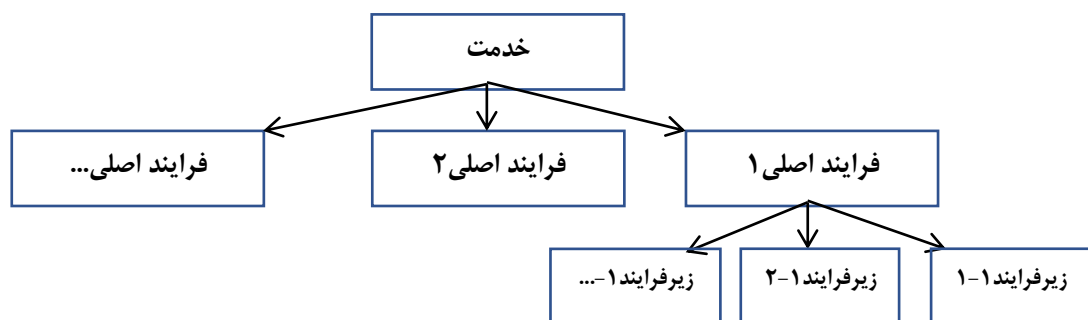 خدمت
فرایند اصلی۱
فرایند اصلی۲
فرایند اصلی...
زیرفرایند۱-۱
زیرفرایند۱-۲
زیرفرایند۱-...